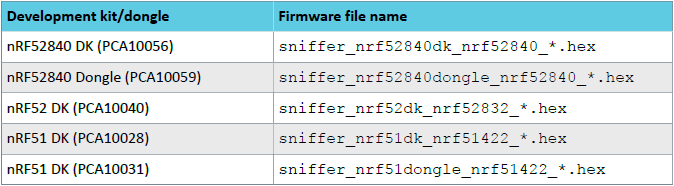 Development kit/dongle Firmware file name
nRF52840 DK (PCA10056) sniffer_nrf52840dk_nrf52840_*.hex
nRF52840 Dongle (PCA10059) sniffer_nrf52840dongle_nrf52840_*.hex
nRF52 DK (PCA10040) sniffer_nrf52dk_nrf52832_*.hex
nRF51 DK (PCA10028) sniffer_nrf51dk_nrf51422_*.hex
nRF51 DK (PCA10031) sniffer_nrf51dongle_nrf51422_*.hex